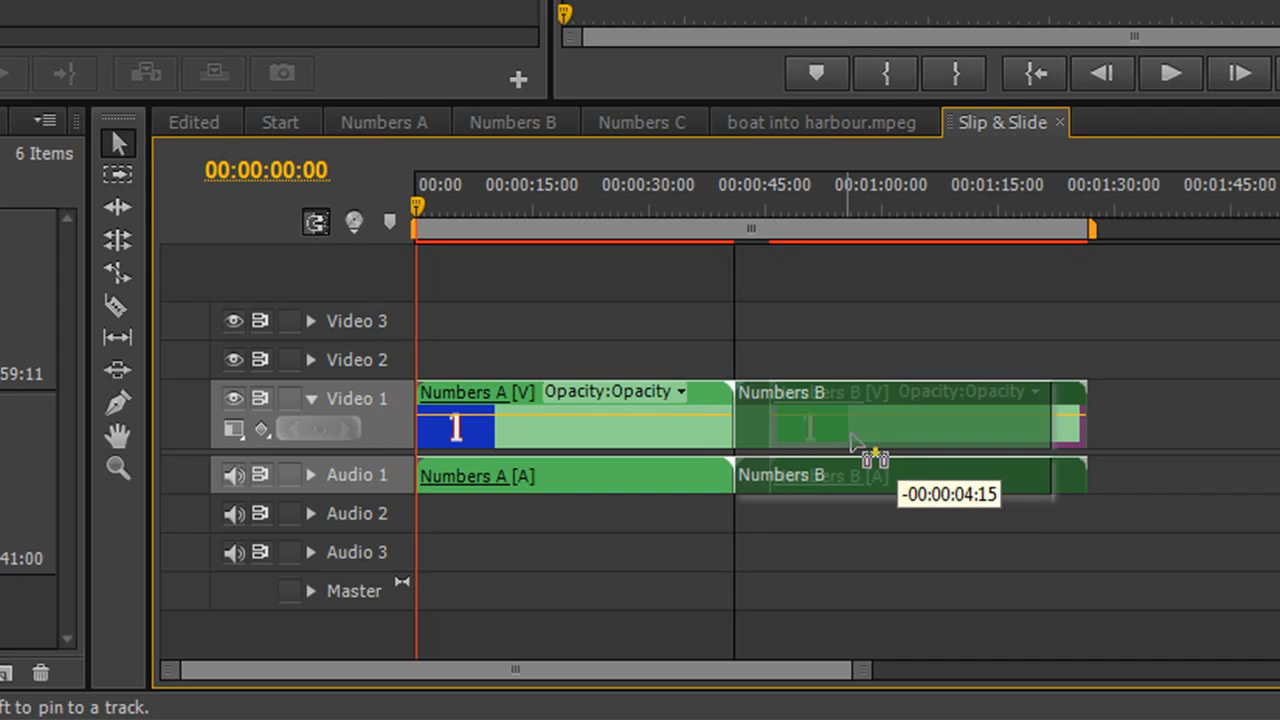 Edited Start Numbers A Numbers B Numbers C boat into harbour.mpeg Slip & Slide ×
6 Items
00:00:00:00
00:00 00:00:15:00 00:00:30:00 00:00:45:00 00:01:00:00 00:01:15:00 00:01:30:00 00:01:45:00
Video 3
Video 2
59:11
Video 1
Numbers A [V] Opacity:Opacity
Numbers B
B [V] Opacity:Opacity
1
1
Audio 1
Numbers A [A]
Numbers B
B [A]
-00:00:04:15
Audio 2
Audio 3
41:00
Master
ft to pin to a track.